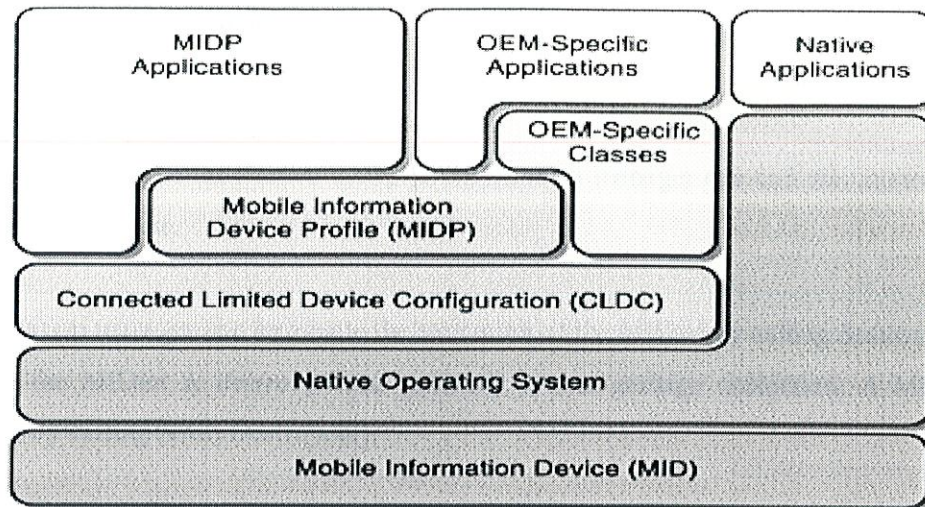 MIDP
Applications
OEM-Specific
Applications
Native
Applications
OEM-Specific
Classes
Mobile Information
Device Profile (MIDP)
Connected Limited Device Configuration (CLDC)
Native Operating System
Mobile Information Device (MID)